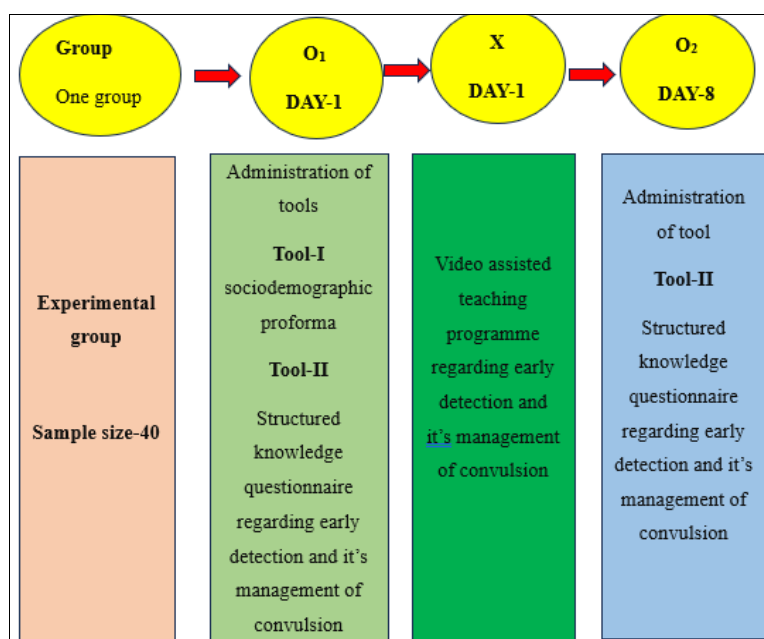 Group
One group
O₁
DAY-1
X
DAY-1
O₂
DAY-8
Experimental
group
Sample size-40
Administration of
tools
Tool-I
sociodemographic
proforma
Tool-II
Structured
knowledge
questionnaire
regarding early
detection and it’s
management of
convulsion
Video assisted
teaching
programme
regarding early
detection and
it’s management
of convulsion
Administration
of tool
Tool-II
Structured
knowledge
questionnaire
regarding early
detection and it’s
management of
convulsion